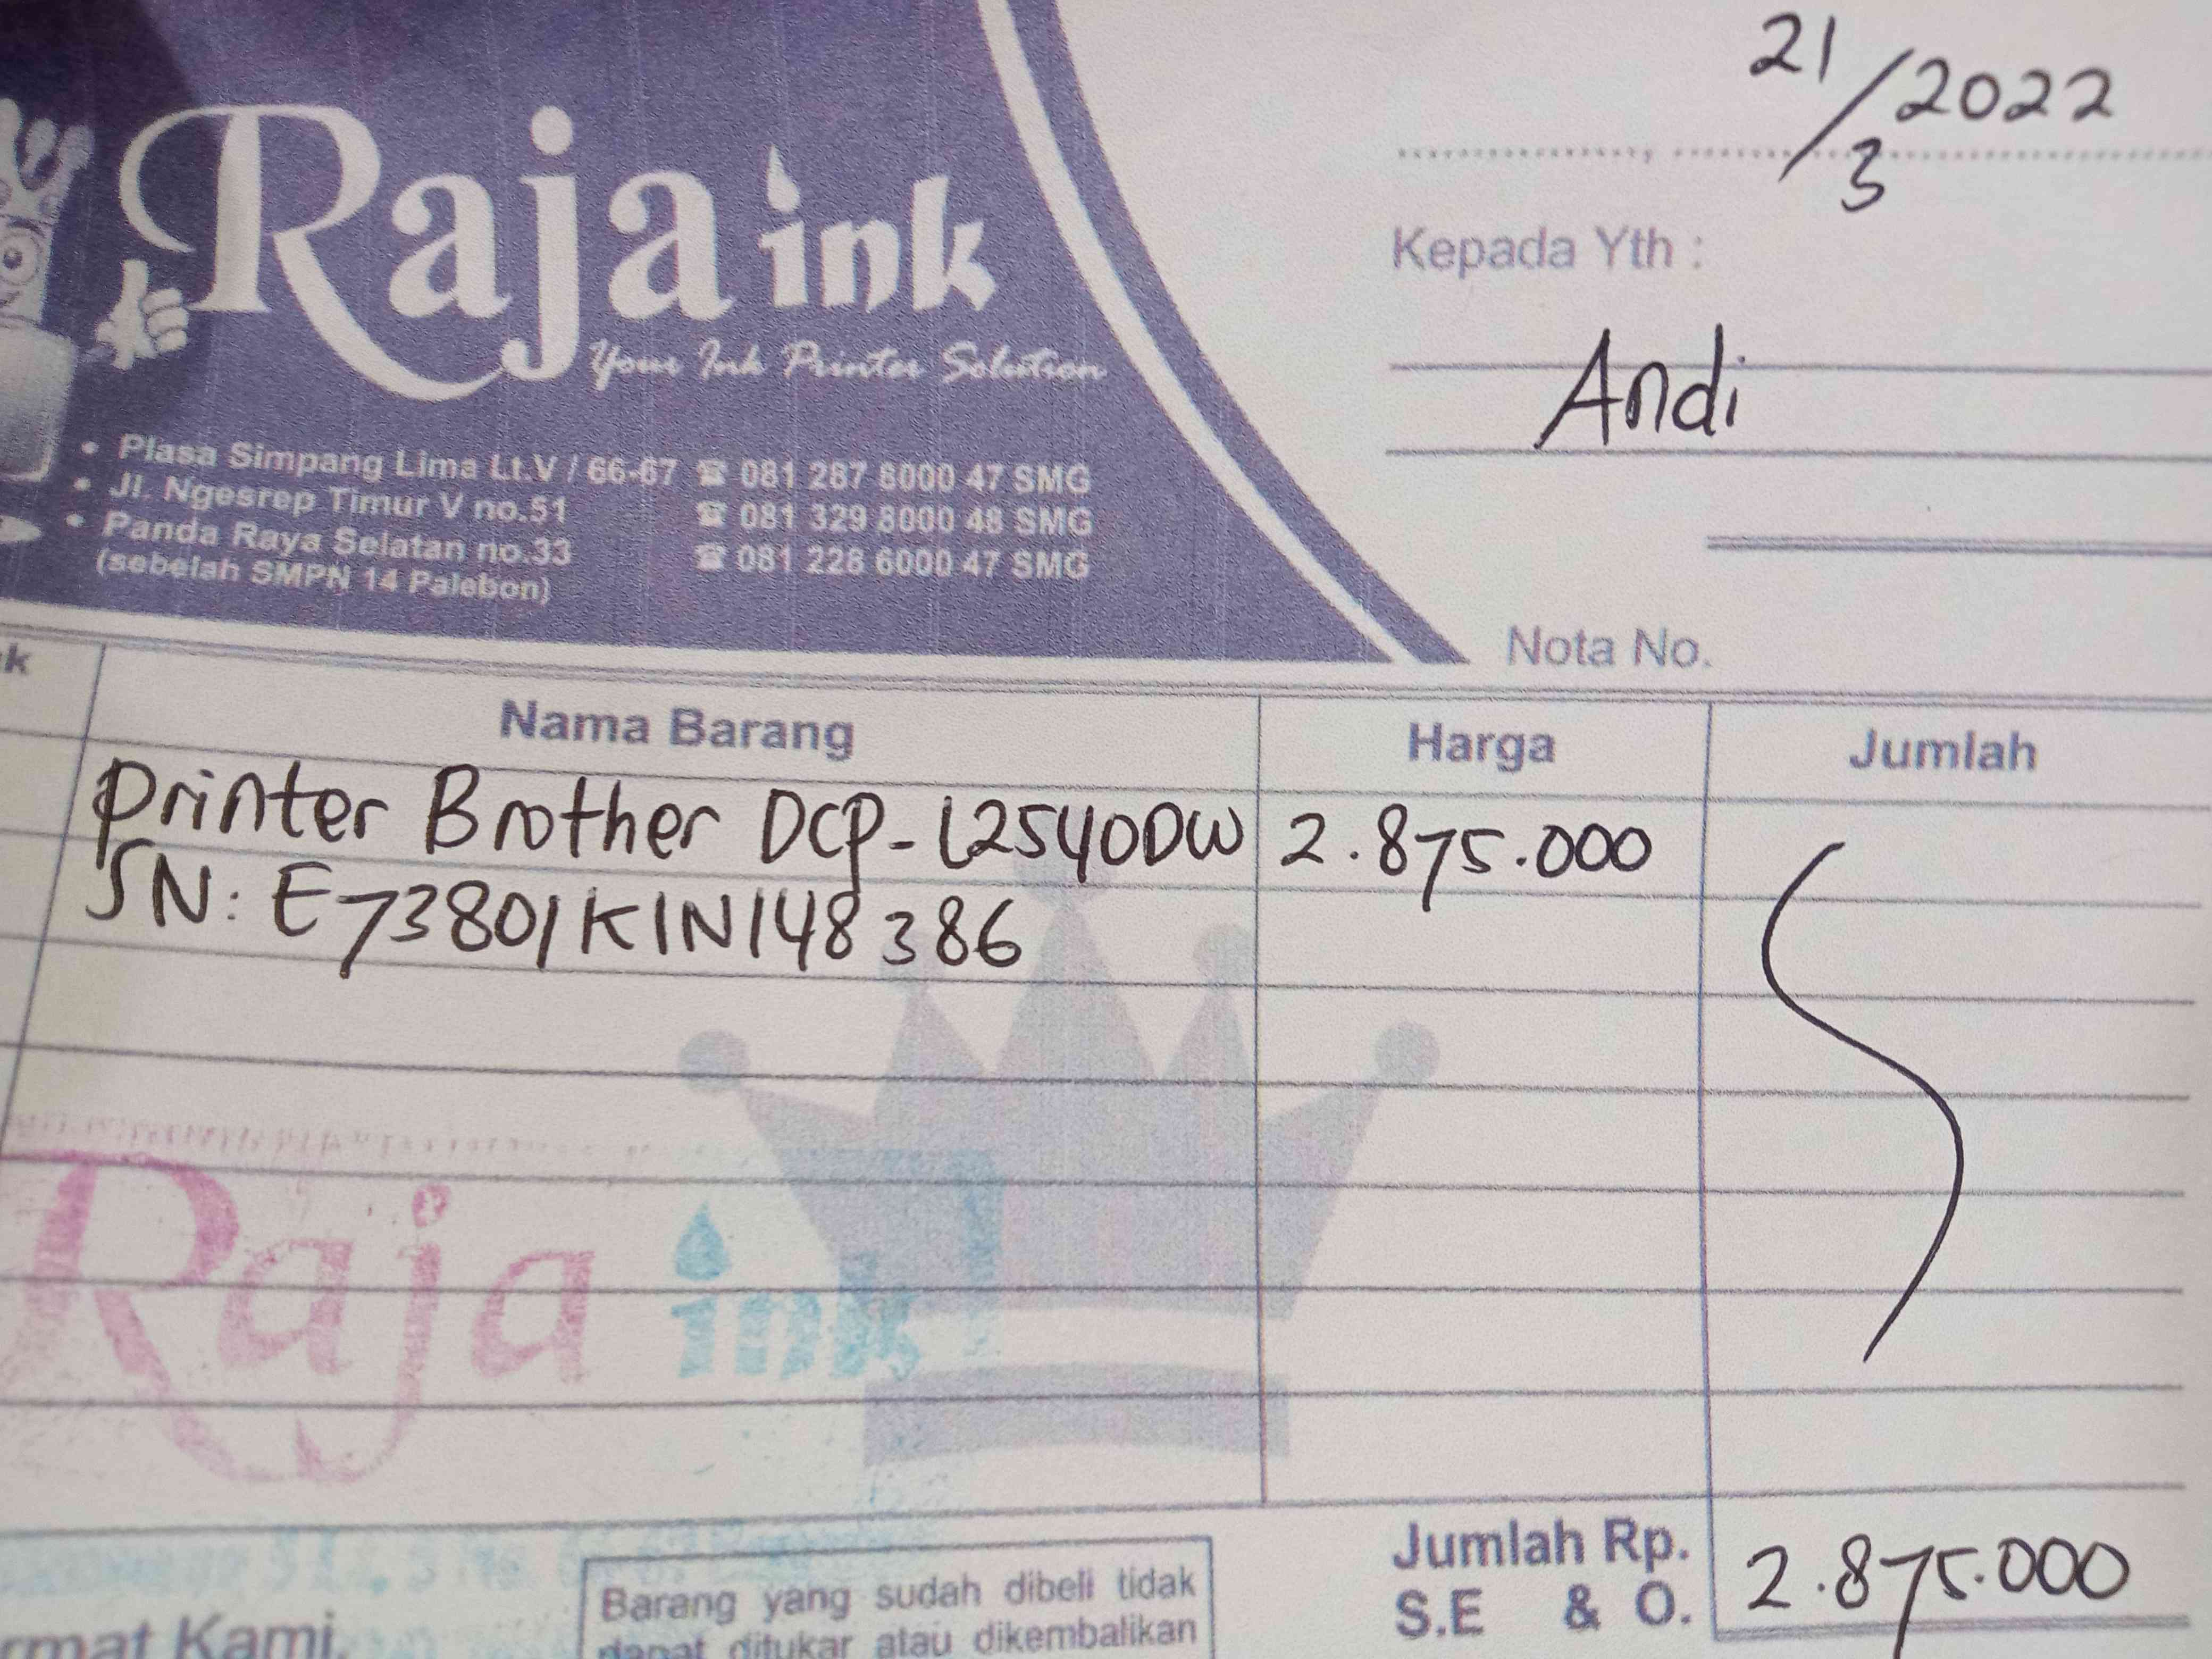 21/3 2022
Raja ink
Your Ink Printer Solution
Kepada Yth :
Andi
• Plasa Simpang Lima Lt.V / 66-67 ☎ 081 287 8000 47 SMG
• Jl. Ngesrep Timur V no.51 ☎ 081 329 8000 48 SMG
• Panda Raya Selatan no.33 ☎ 081 228 6000 47 SMG
(sebelah SMPN 14 Palebon)
Nota No.
k Nama Barang Harga Jumlah
Printer Brother DCP-L2540DW 2.875.000
SN: E73801K1N148386
Raja ink
Jumlah Rp. 2.875.000
S.E & O.
Barang yang sudah dibeli tidak
dapat ditukar atau dikembalikan
rmat Kami,